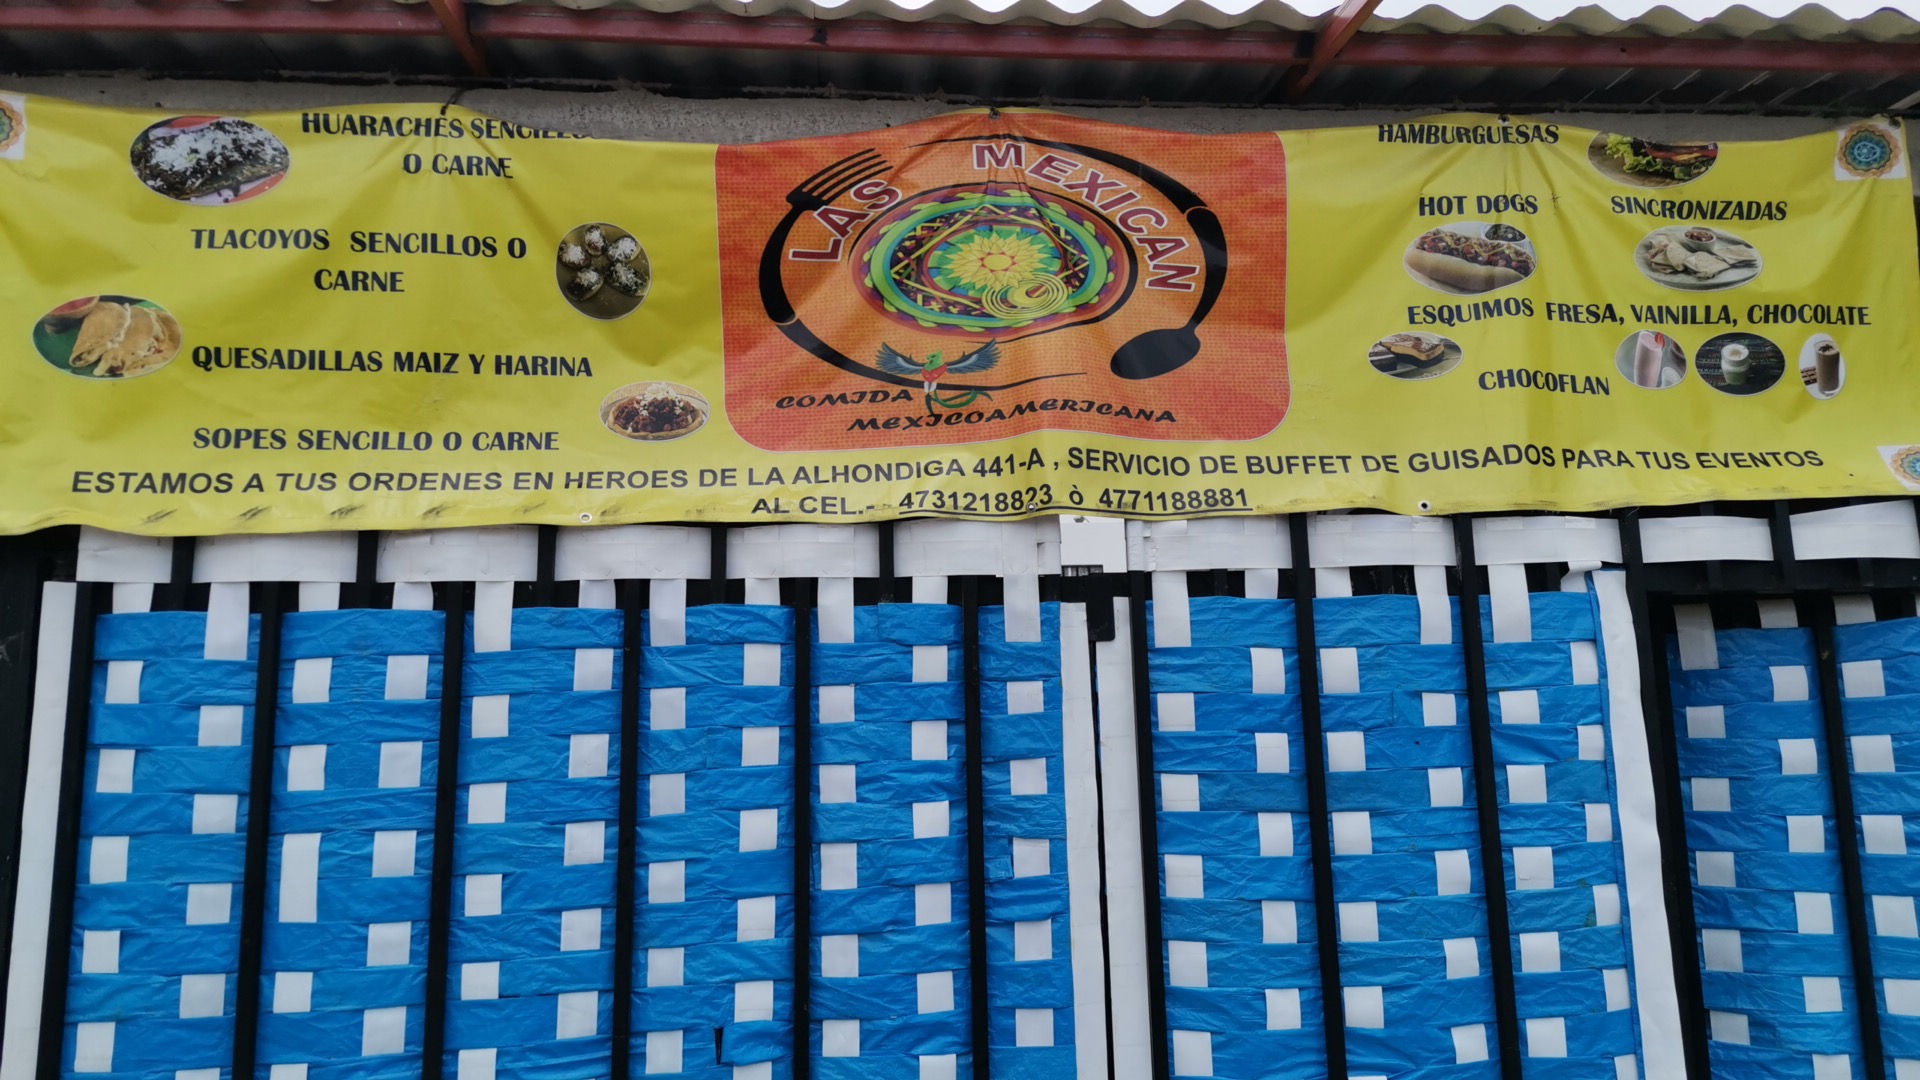 HUARACHES SENCILLO
O CARNE
TLACOYOS SENCILLOS O
CARNE
QUESADILLAS MAIZ Y HARINA
SOPES SENCILLO O CARNE
LAS MEXICAN
COMIDA
MEXICOAMERICANA
HAMBURGUESAS
HOT DOGS SINCRONIZADAS
ESQUIMOS FRESA, VAINILLA, CHOCOLATE
CHOCOFLAN
ESTAMOS A TUS ORDENES EN HEROES DE LA ALHONDIGA 441-A , SERVICIO DE BUFFET DE GUISADOS PARA TUS EVENTOS
AL CEL.- 4731218823 ò 4771188881